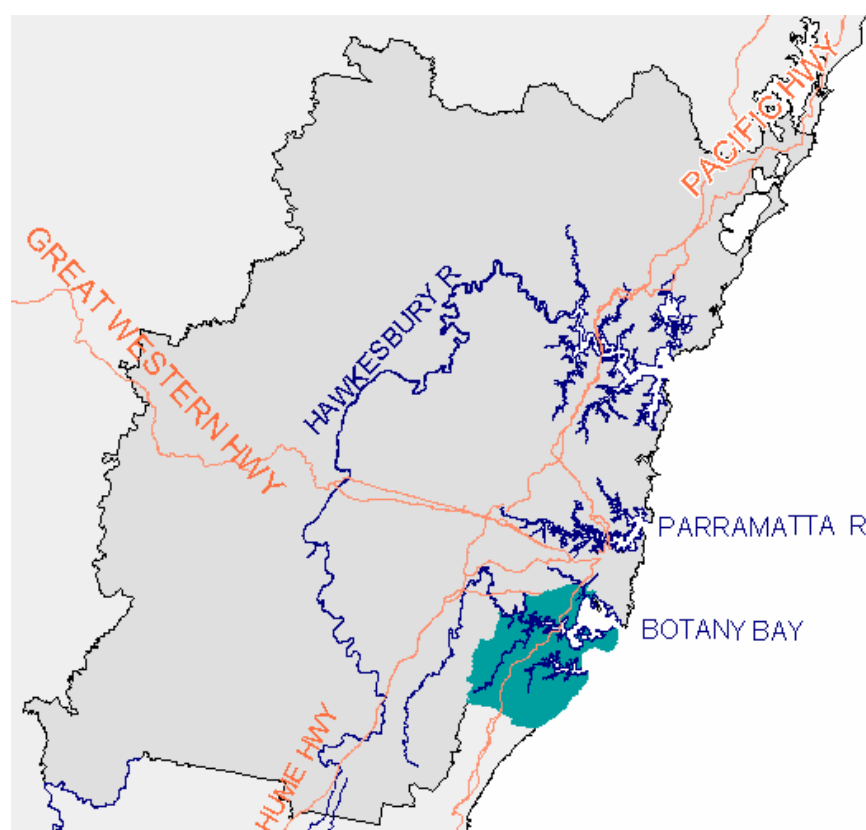 PACIFIC HWY
GREAT WESTERN HWY
HAWKESBURY R
PARRAMATTA R
BOTANY BAY
HUME HWY